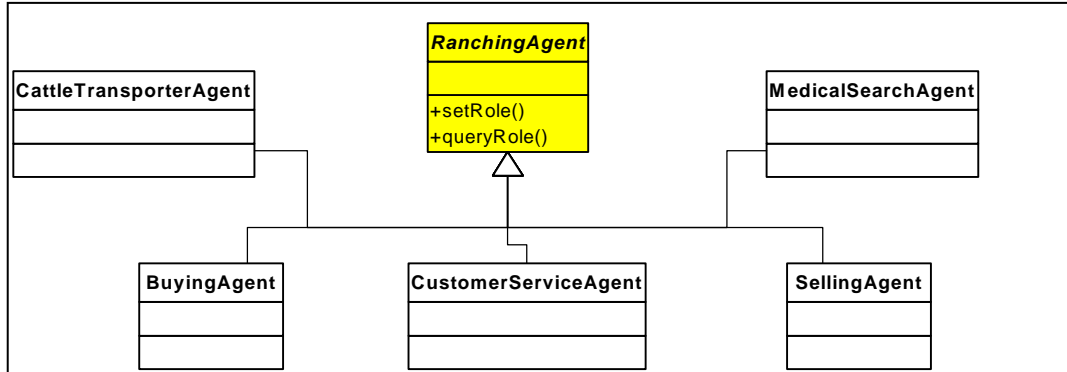 RanchingAgent
+setRole()
+queryRole()
CattleTransporterAgent
MedicalSearchAgent
BuyingAgent
CustomerServiceAgent
SellingAgent